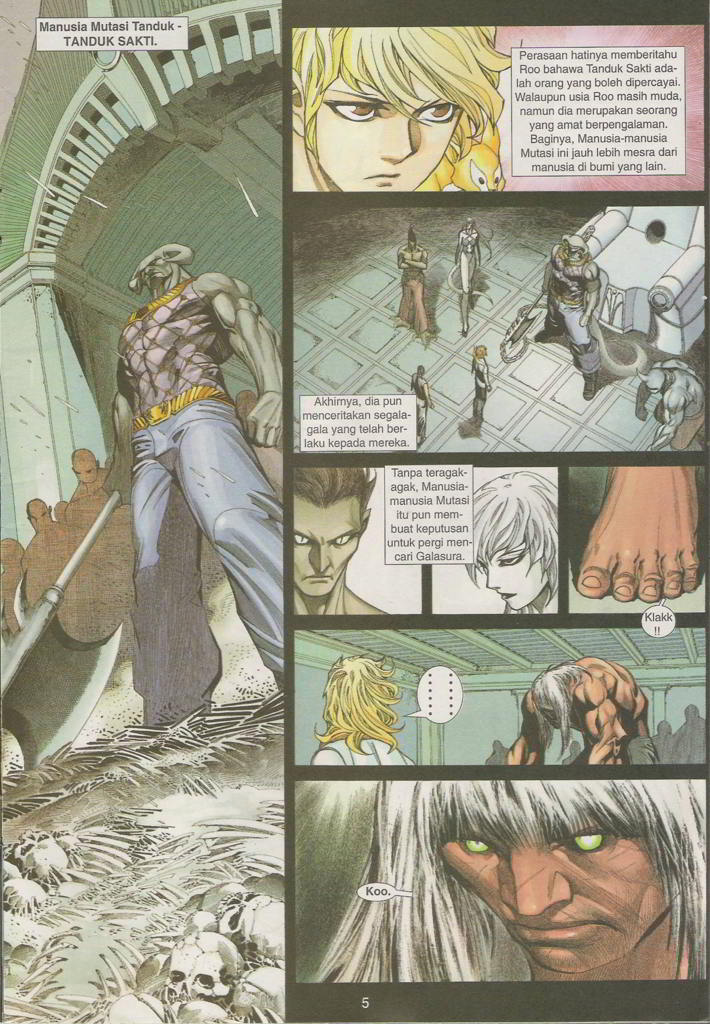 Manusia Mutasi Tanduk -
TANDUK SAKTI.
Perasaan hatinya memberitahu
Roo bahawa Tanduk Sakti ada-
lah orang yang boleh dipercayai.
Walaupun usia Roo masih muda,
namun dia merupakan seorang
yang amat berpengalaman.
Baginya, Manusia-manusia
Mutasi ini jauh lebih mesra dari
manusia di bumi yang lain.
Akhirnya, dia pun
menceritakan segala-
gala yang telah ber-
laku kepada mereka.
Tanpa teragak-
agak, Manusia-
manusia Mutasi
itu pun mem-
buat keputusan
untuk pergi men-
cari Galasura.
Klakk
!!
Koo.
5